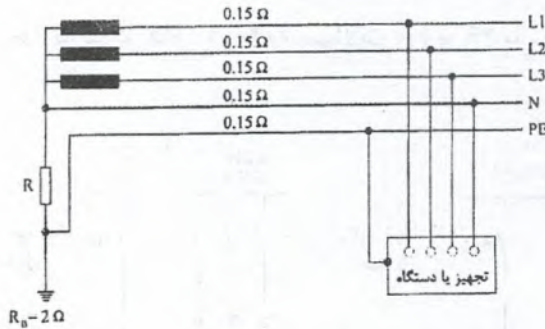 0.15 Ω L1
0.15 Ω L2
0.15 Ω L3
0.15 Ω N
0.15 Ω PE
R
تجهیز یا دستگاه
R_B-2 Ω